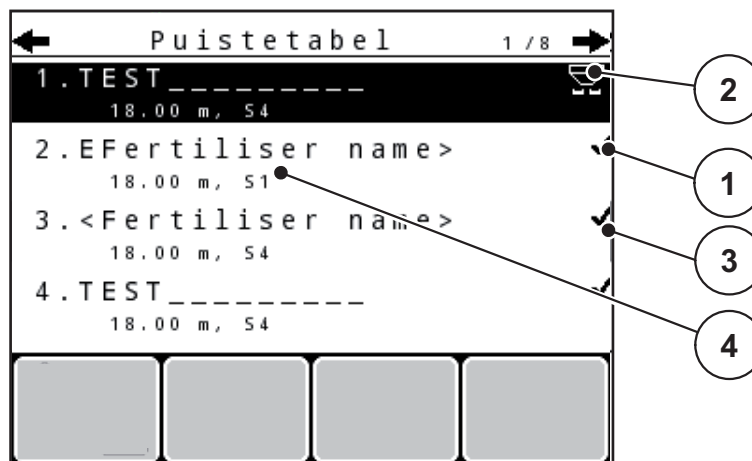 Puistetabel 1/8
1.TEST_________
18.00 m, S4
2.EFertiliser name>
18.00 m, S1
3.<Fertiliser name>
18.00 m, S4
4.TEST_________
18.00 m, S4
2
1
3
4